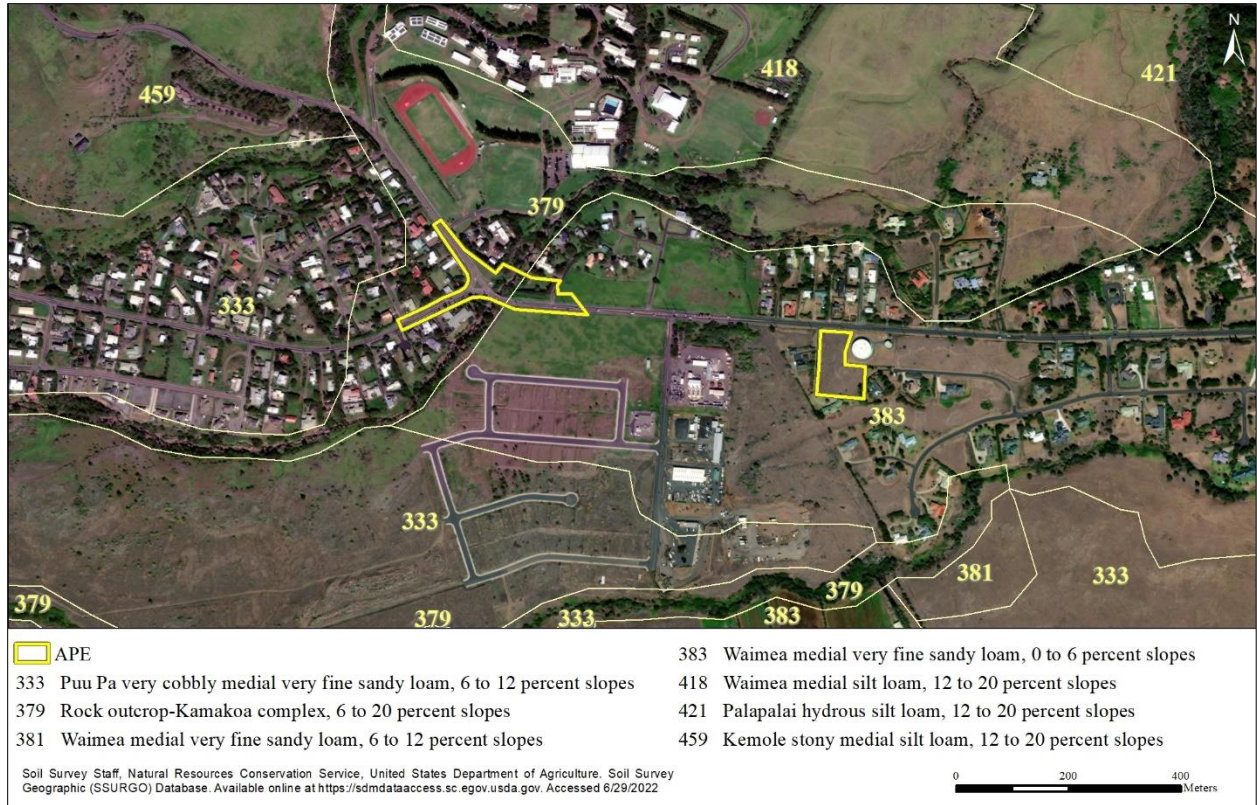 N
418
421
459
379
333
383
333
381
333
379
379
379
333
383
APE
333 Puu Pa very cobbly medial very fine sandy loam, 6 to 12 percent slopes
379 Rock outcrop-Kamakoa complex, 6 to 20 percent slopes
381 Waimea medial very fine sandy loam, 6 to 12 percent slopes
383 Waimea medial very fine sandy loam, 0 to 6 percent slopes
418 Waimea medial silt loam, 12 to 20 percent slopes
421 Palapalai hydrous silt loam, 12 to 20 percent slopes
459 Kemole stony medial silt loam, 12 to 20 percent slopes
Soil Survey Staff, Natural Resources Conservation Service, United States Department of Agriculture. Soil Survey
Geographic (SSURGO) Database. Available online at https://sdmdataaccess.sc.egov.usda.gov. Accessed 6/29/2022
0 200 400
Meters